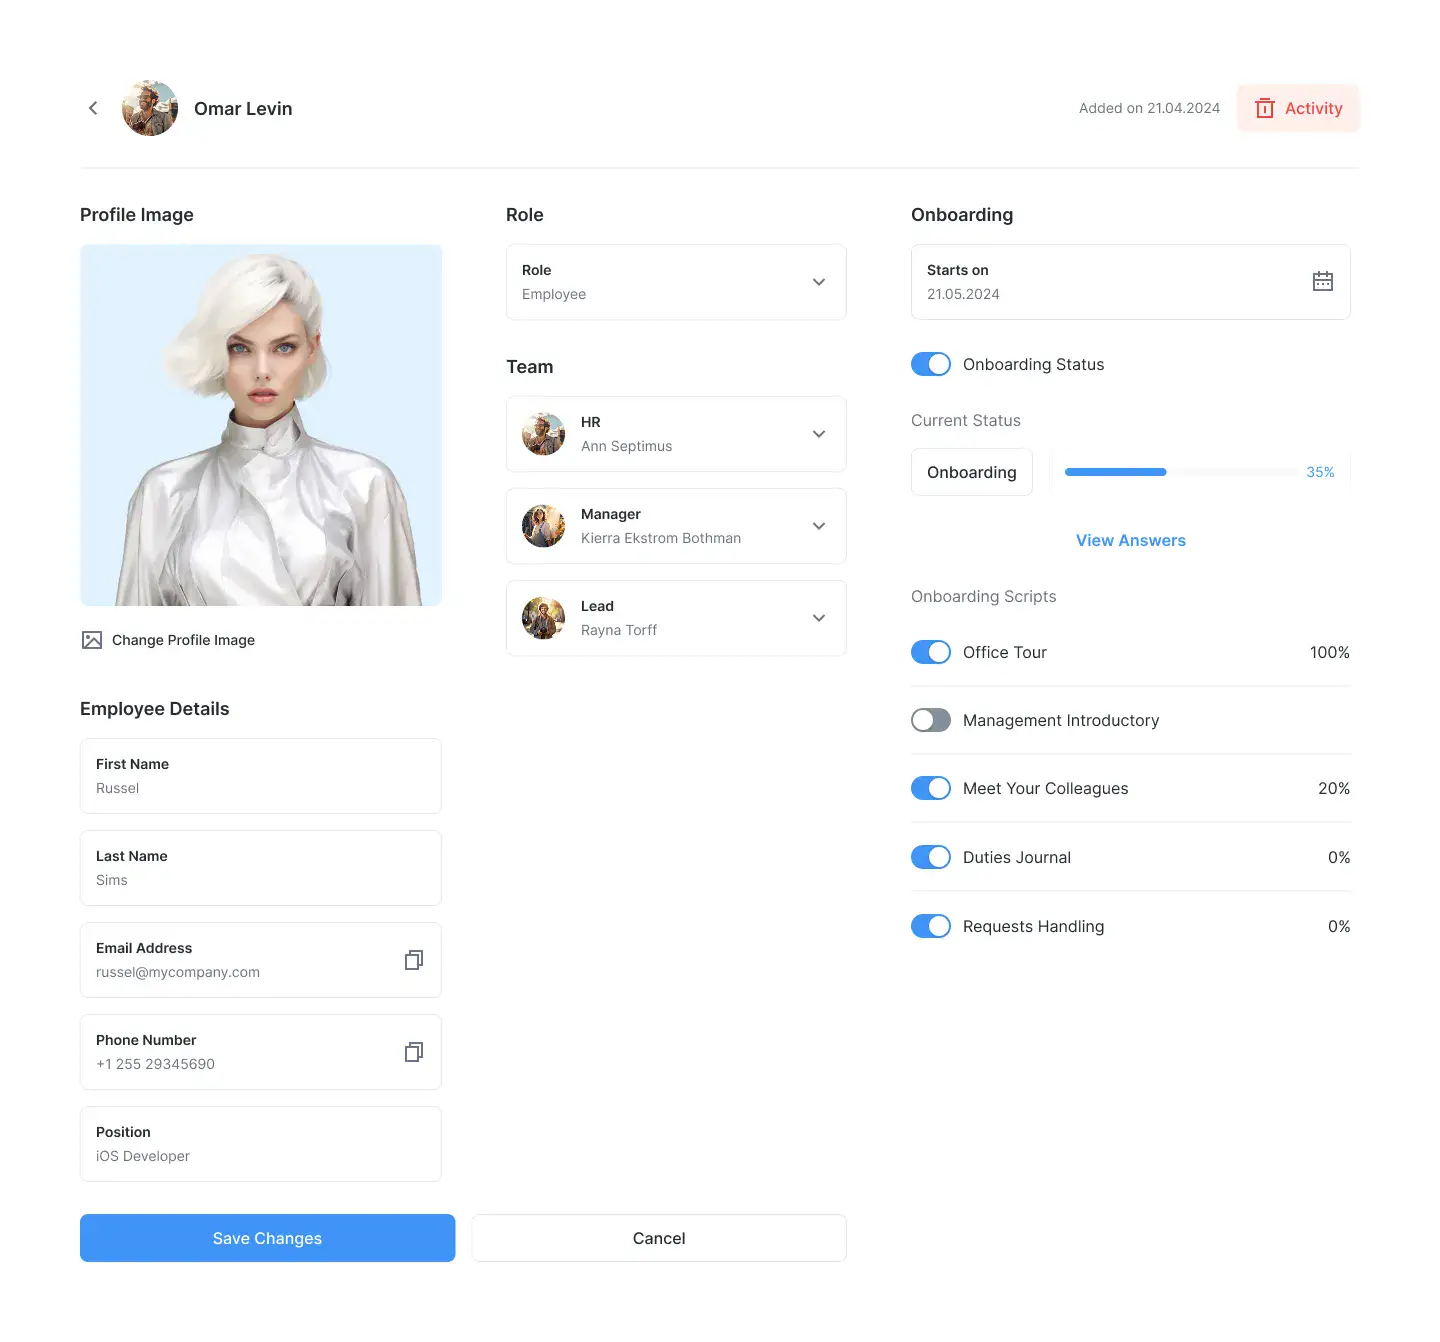 Omar Levin
Added on 21.04.2024
Activity
Profile Image
Change Profile Image
Employee Details
First Name
Russel
Last Name
Sims
Email Address
russel@mycompany.com
Phone Number
+1 255 29345690
Position
iOS Developer
Save Changes
Cancel
Role
Role
Employee
Team
HR
Ann Septimus
Manager
Kierra Ekstrom Bothman
Lead
Rayna Torff
Onboarding
Starts on
21.05.2024
Onboarding Status
Current Status
Onboarding
35%
View Answers
Onboarding Scripts
Office Tour 100%
Management Introductory
Meet Your Colleagues 20%
Duties Journal 0%
Requests Handling 0%